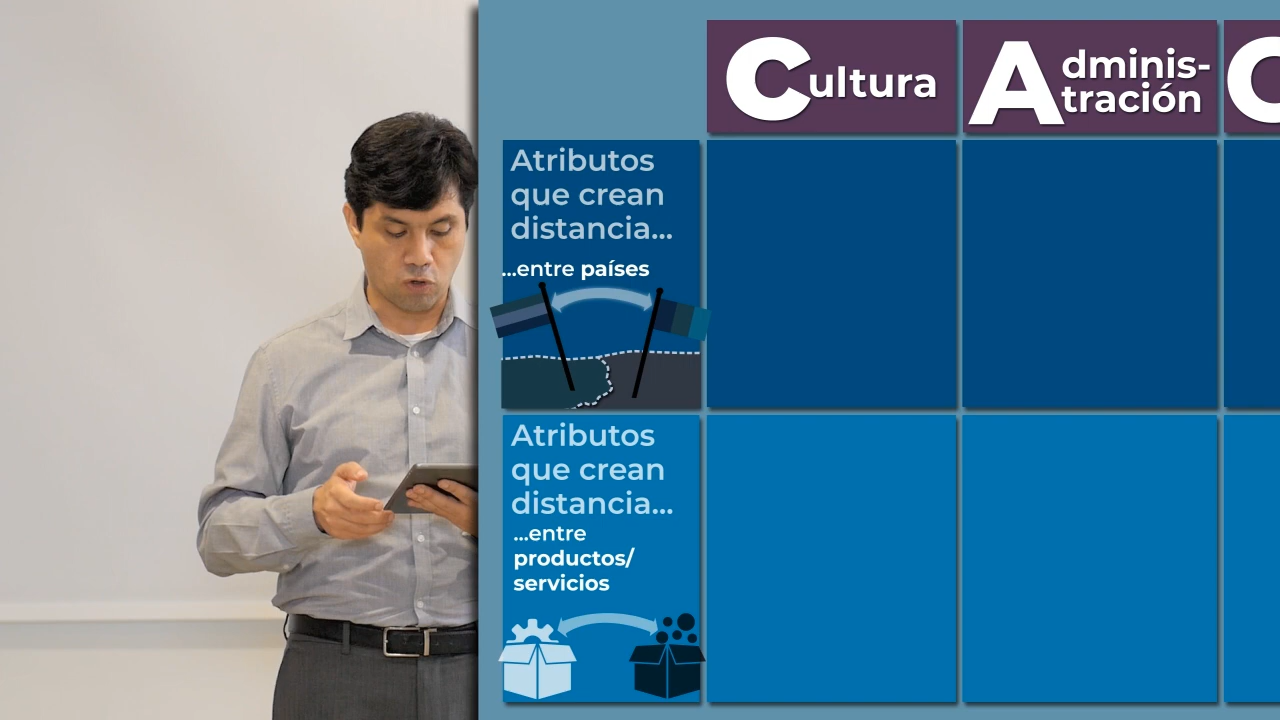 Cultura
Adminis-
tración
Atributos
que crean
distancia...
...entre países
Atributos
que crean
distancia...
...entre
productos/
servicios